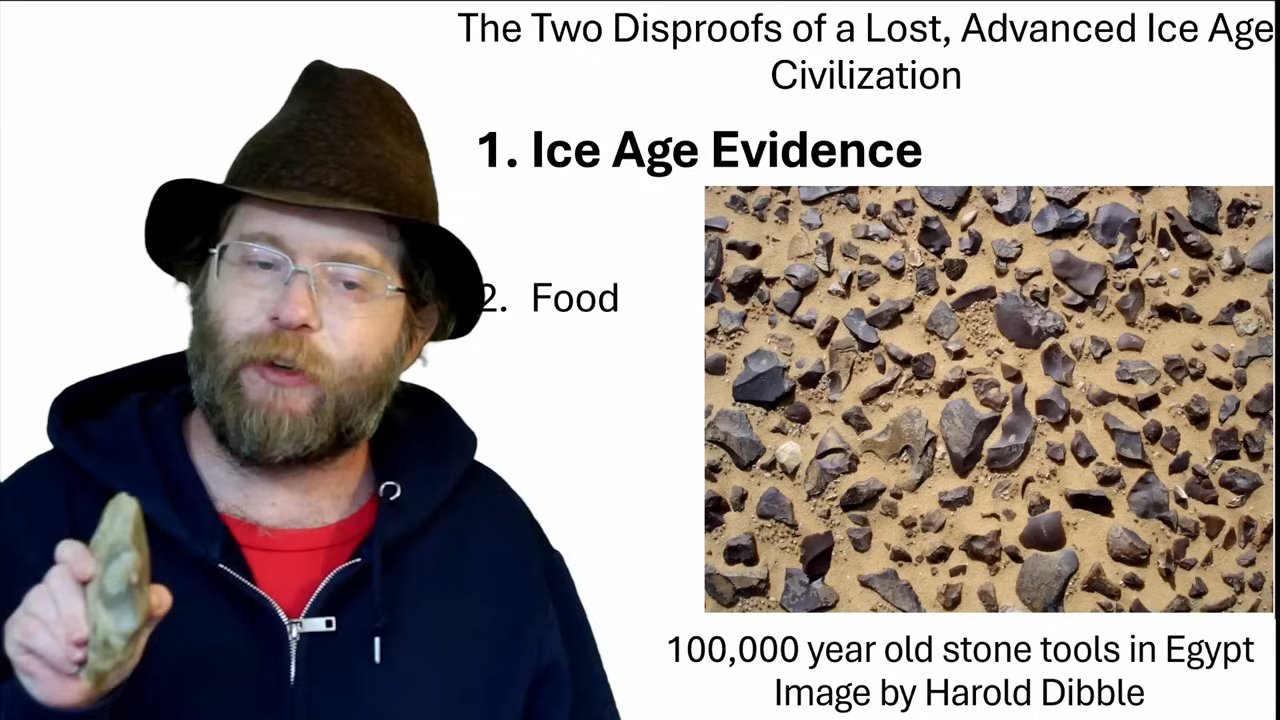 The Two Disproofs of a Lost, Advanced Ice Age
Civilization
1. Ice Age Evidence
2. Food
100,000 year old stone tools in Egypt
Image by Harold Dibble